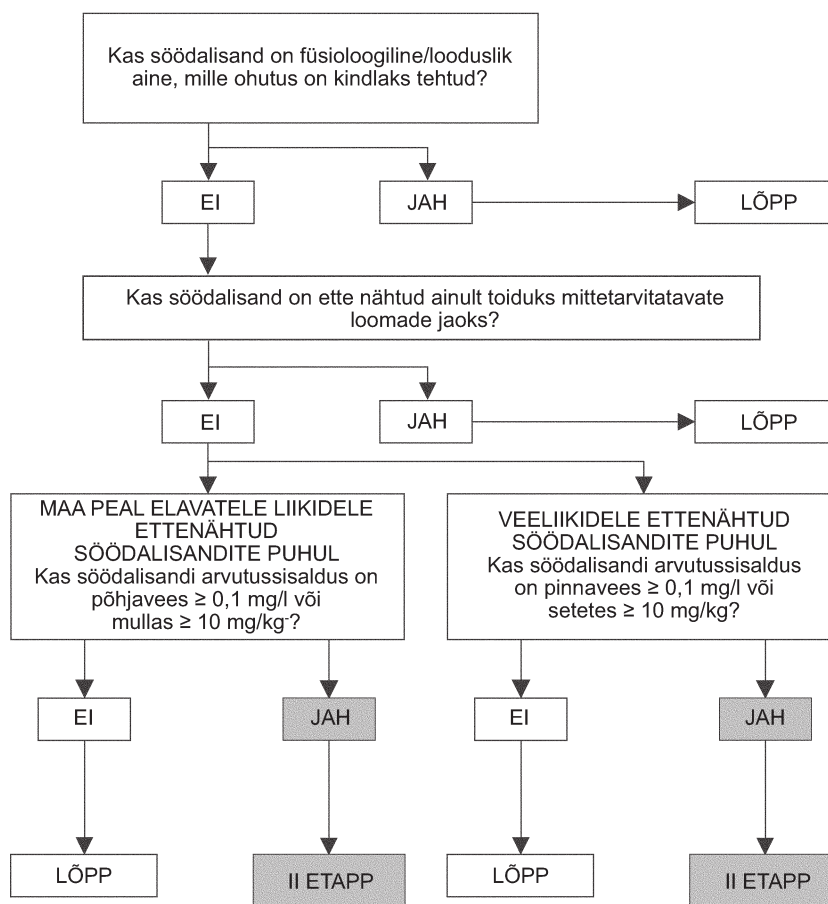 Kas söödalisand on füsioloogiline/looduslik
aine, mille ohutus on kindlaks tehtud?
EI
JAH
LÕPP
Kas söödalisand on ette nähtud ainult toiduks mittetarvitatavate
loomade jaoks?
EI
JAH
LÕPP
MAA PEAL ELAVATELE LIIKIDELE
ETTENÄHTUD
SÖÖDALISANDITE PUHUL
Kas söödalisandi arvutussisaldus on
põhjavees ≥ 0,1 mg/l või
mullas ≥ 10 mg/kg-?
VEELIIKIDELE ETTENÄHTUD
SÖÖDALISANDITE PUHUL
Kas söödalisandi arvutussisaldus
on pinnavees ≥ 0,1 mg/l või
setetes ≥ 10 mg/kg?
EI
JAH
EI
JAH
LÕPP
II ETAPP
LÕPP
II ETAPP